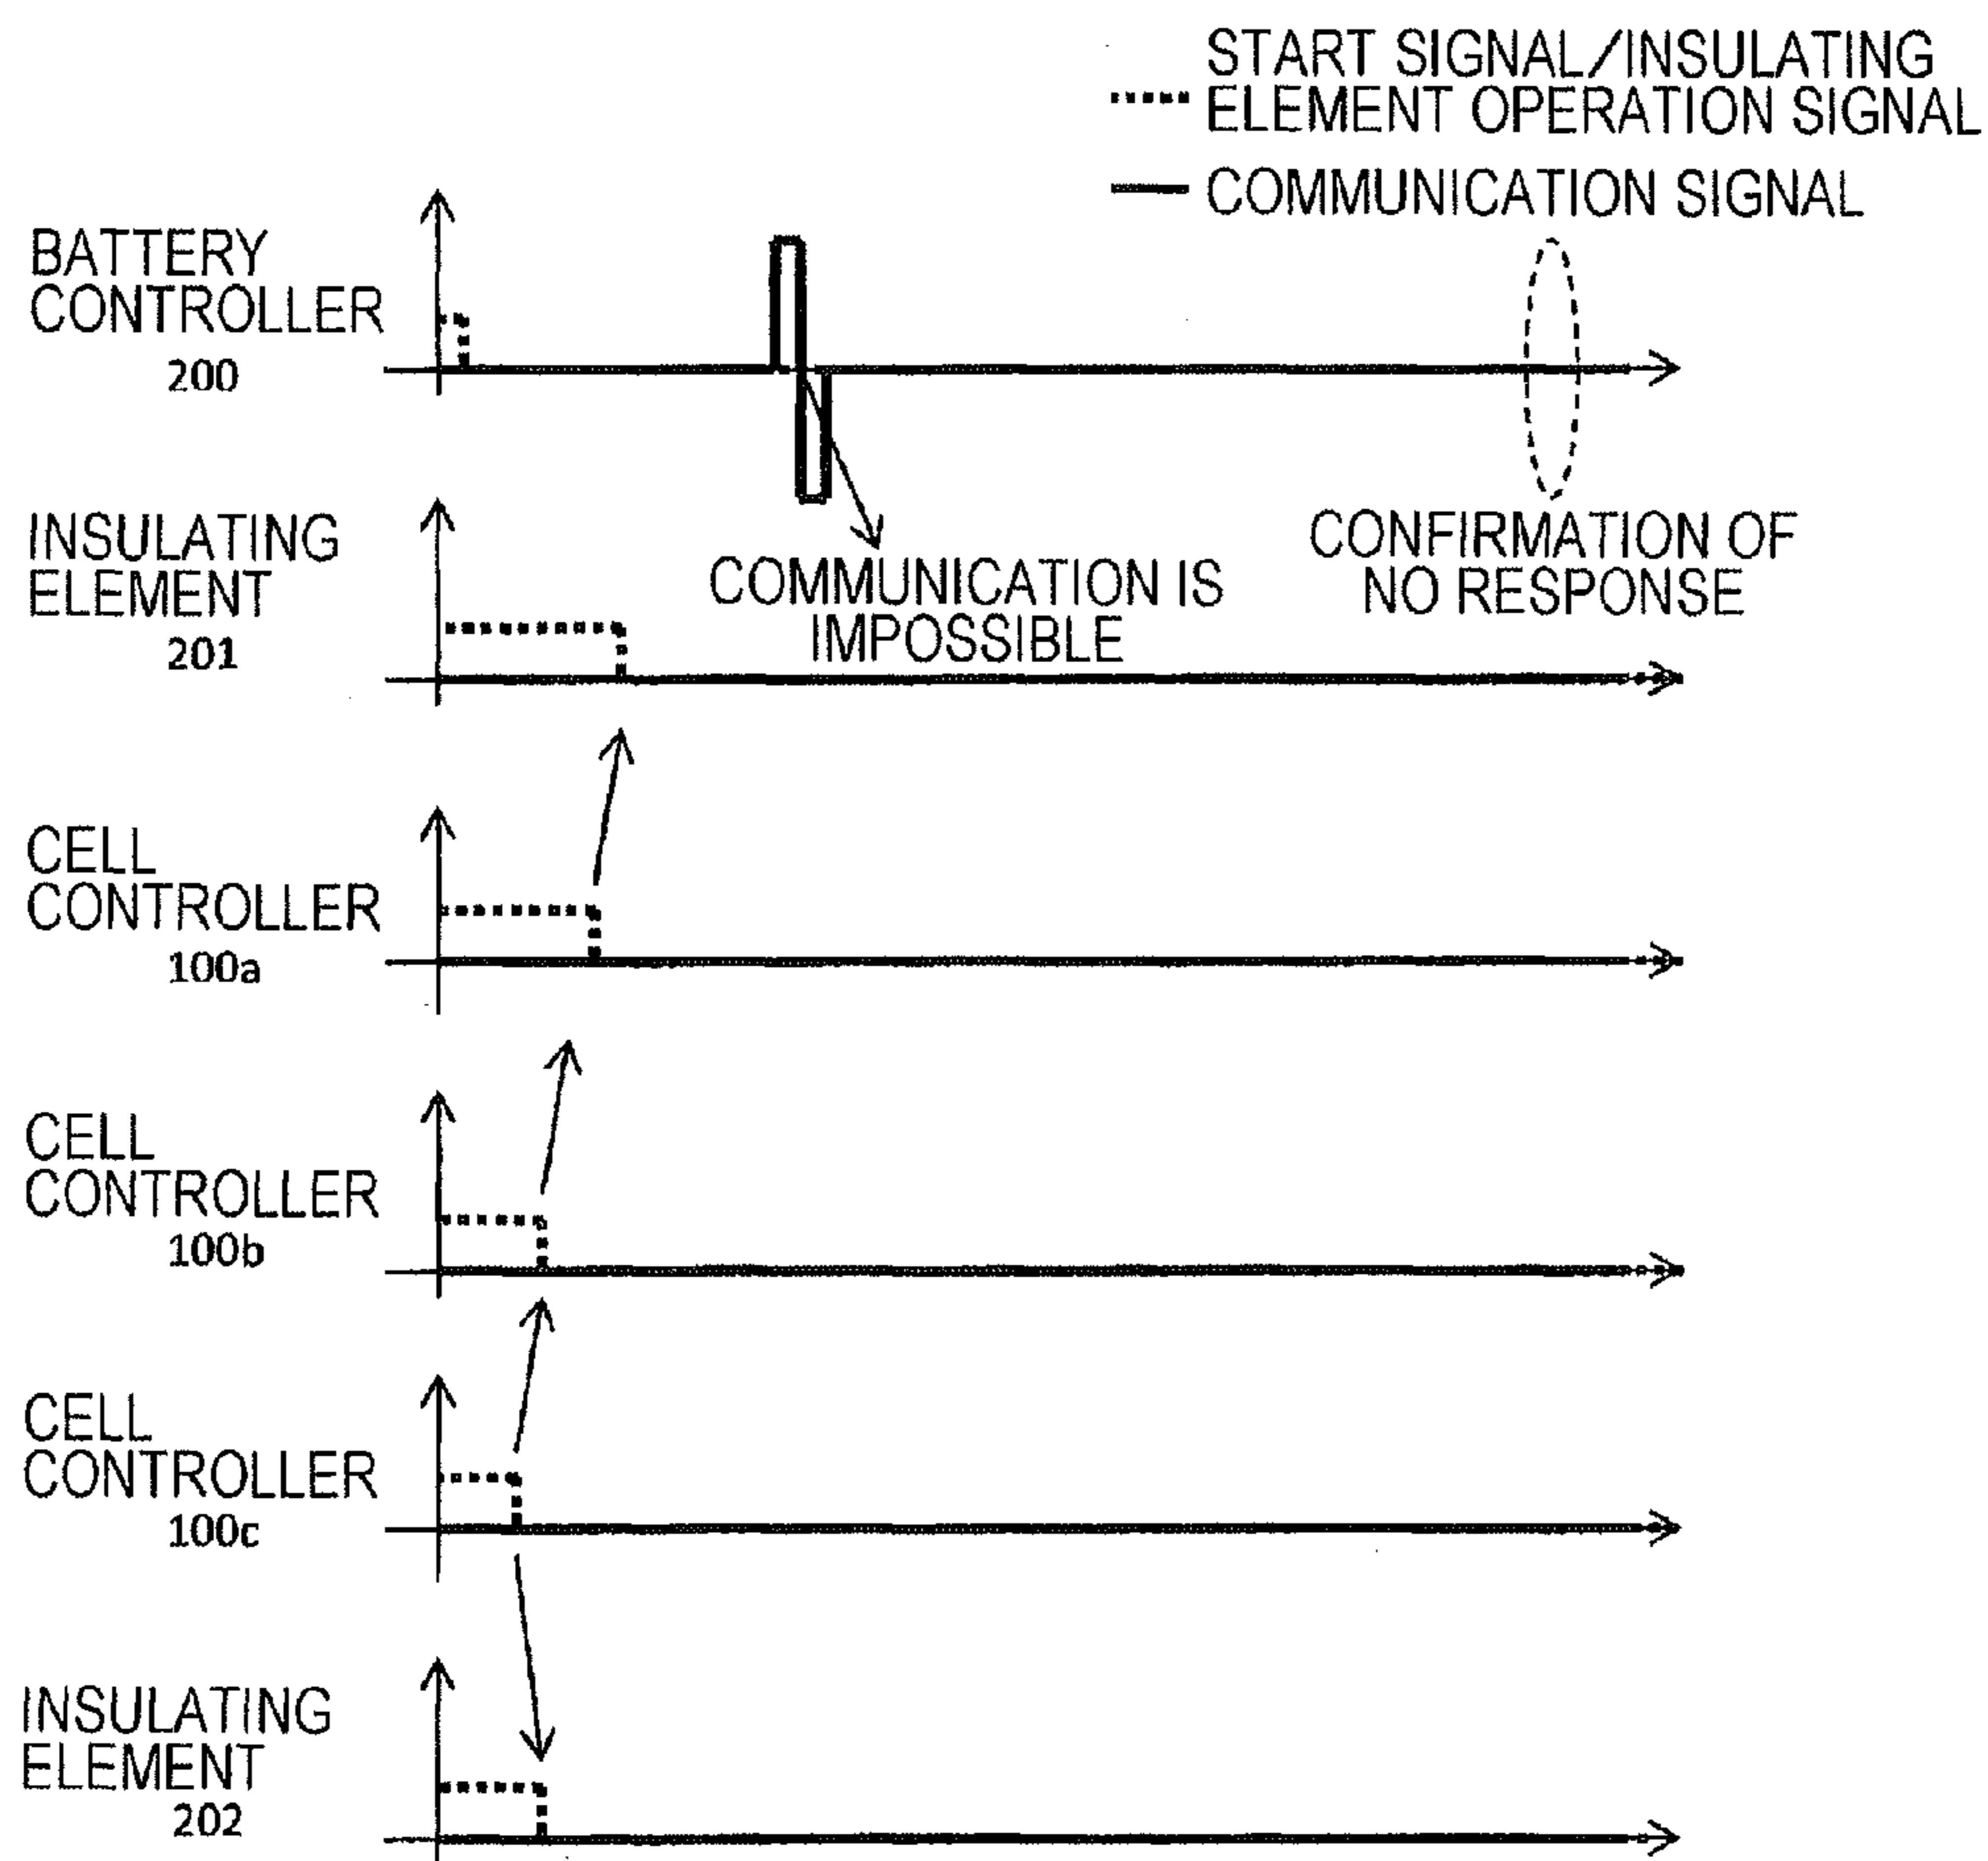 START SIGNAL/INSULATING
ELEMENT OPERATION SIGNAL
COMMUNICATION SIGNAL
BATTERY
CONTROLLER
200
INSULATING
ELEMENT
201
COMMUNICATION IS
IMPOSSIBLE
CONFIRMATION OF
NO RESPONSE
CELL
CONTROLLER
100a
CELL
CONTROLLER
100b
CELL
CONTROLLER
100c
INSULATING
ELEMENT
202